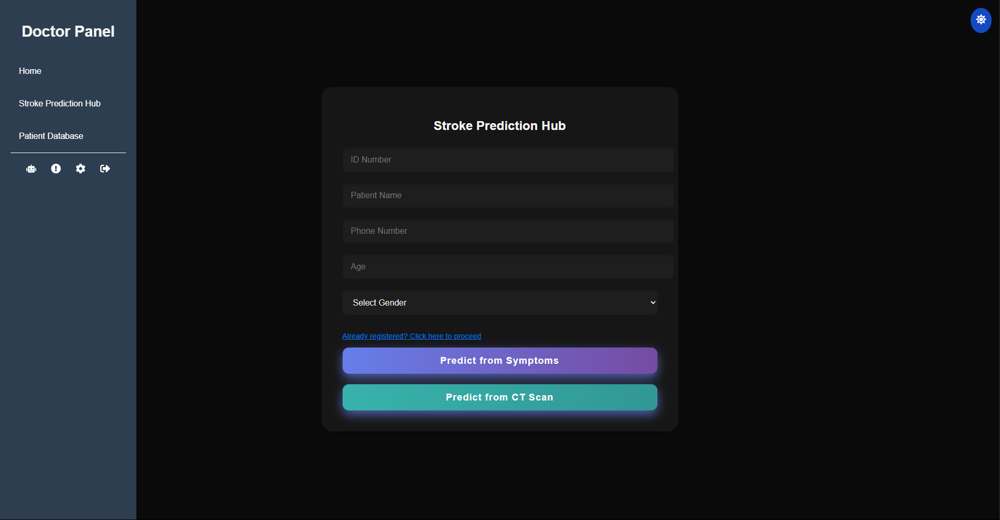 Doctor Panel
Home
Stroke Prediction Hub
Patient Database
Stroke Prediction Hub
ID Number
Patient Name
Phone Number
Age
Select Gender
Already registered? Click here to proceed
Predict from Symptoms
Predict from CT Scan